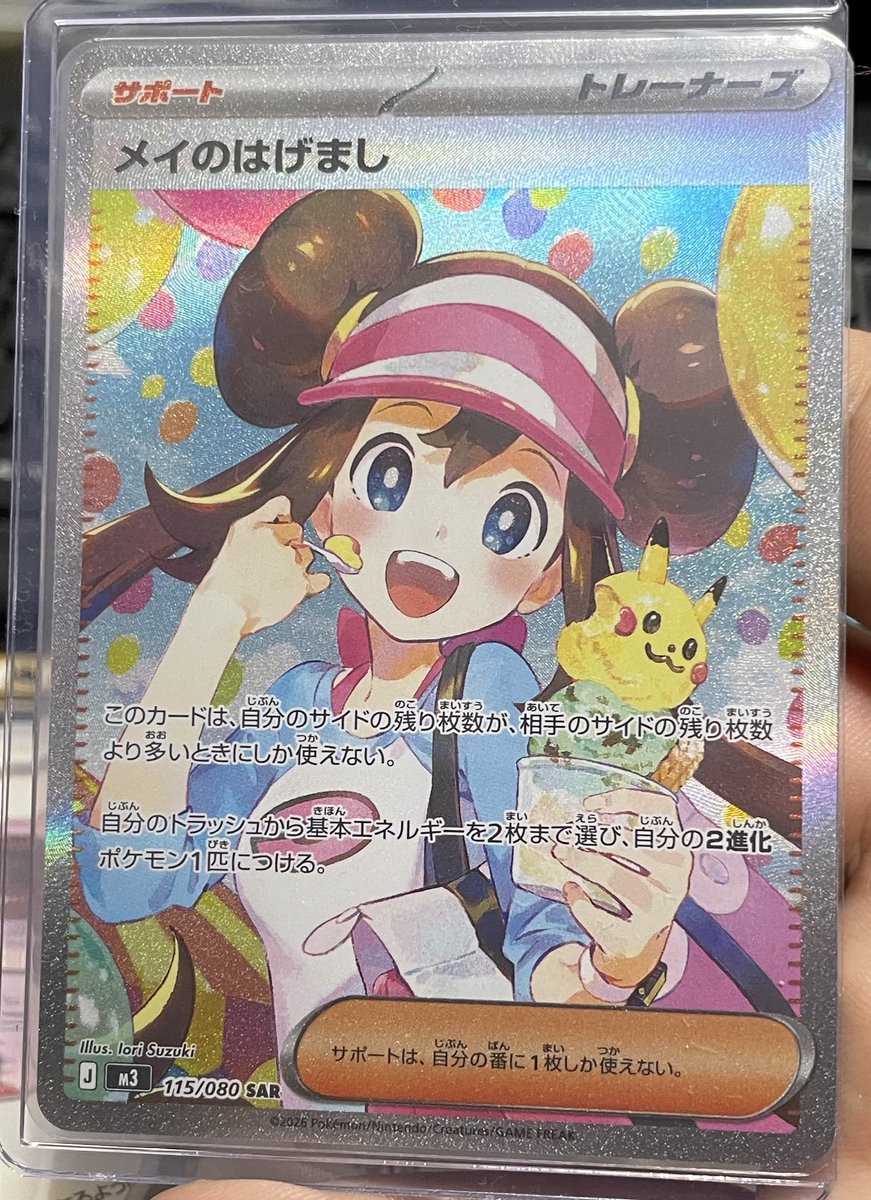 サポート
トレーナーズ
メイのはげまし
このカードは、自分のサイドの残り枚数が、相手のサイドの残り枚数
より多いときにしか使えない。
自分のトラッシュから基本エネルギーを2枚まで選び、自分の2進化
ポケモン1匹につける。
Illus. Iori Suzuki
サポートは、自分の番に1枚しか使えない。
J M3 115/080 SAR
©2026 Pokémon/Nintendo/Creatures/GAME FREAK